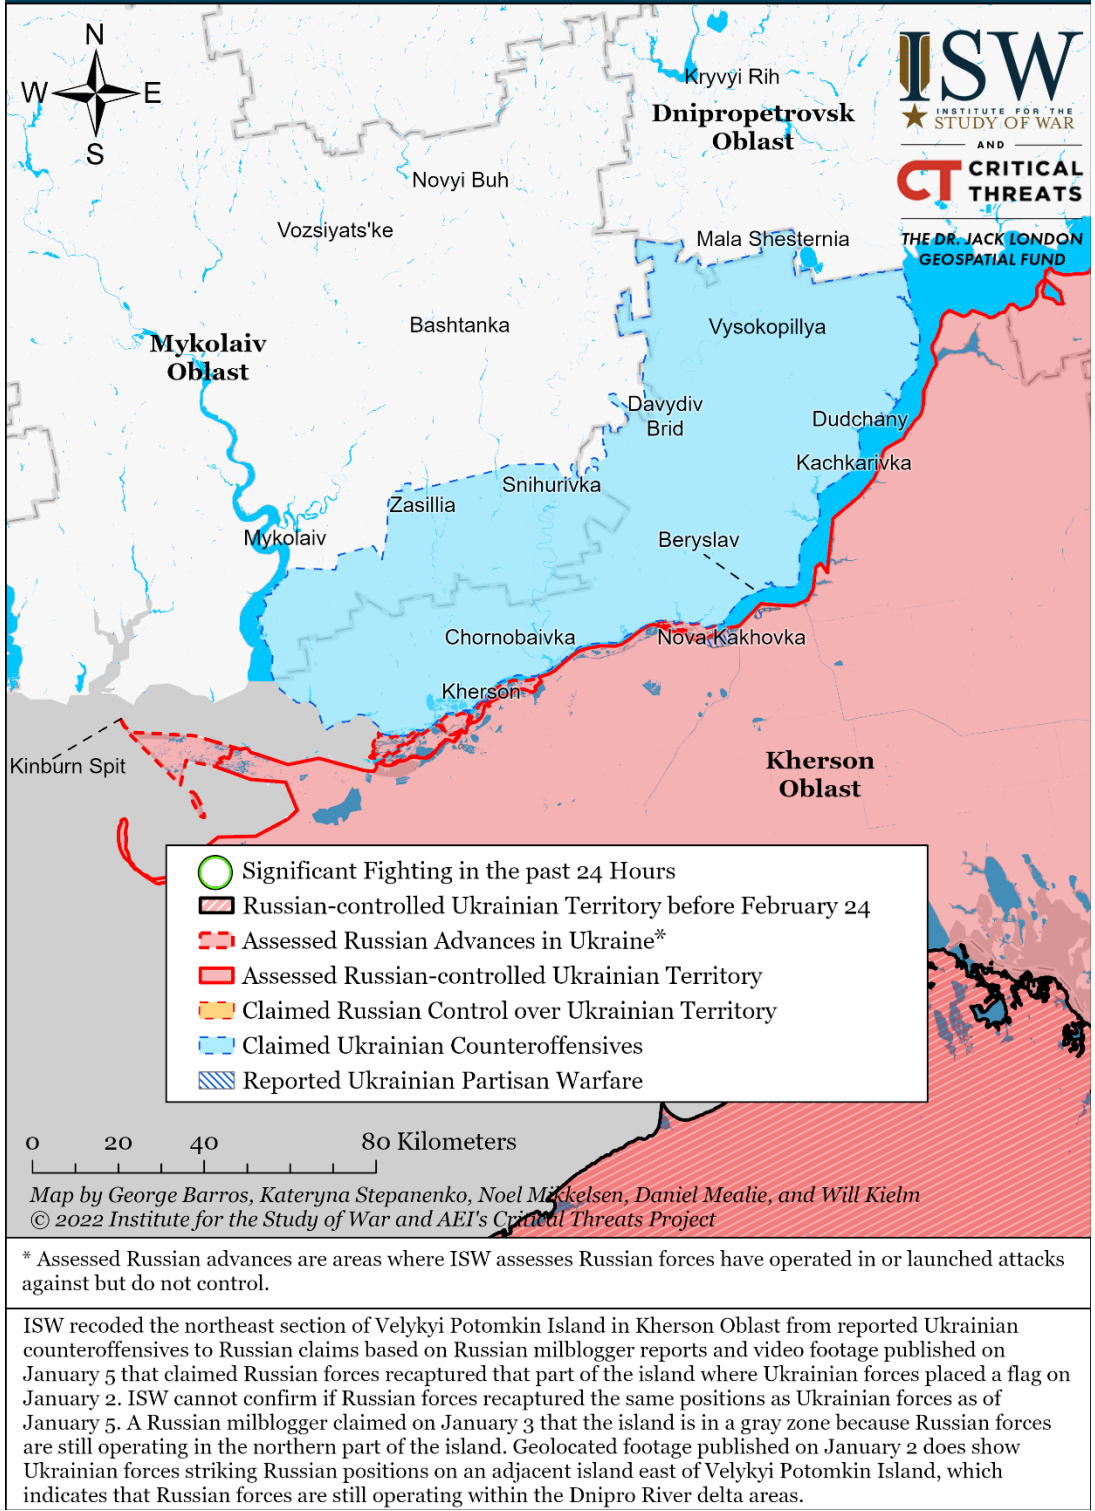 N
W E
S
ISW
INSTITUTE FOR THE
STUDY OF WAR
AND
CT CRITICAL
THREATS
THE DR. JACK LONDON
GEOSPATIAL FUND
Kryvyi Rih
Dnipropetrovsk
Oblast
Novyi Buh
Vozsiyats'ke
Mala Shesternia
Bashtanka
Vysokopillya
Mykolaiv
Oblast
Davydiv
Brid
Dudchany
Kachkarivka
Snihurivka
Zasillia
Mykolaiv
Beryslav
Chornobaivka
Nova Kakhovka
Kherson
Kinburn Spit
Kherson
Oblast
Significant Fighting in the past 24 Hours
Russian-controlled Ukrainian Territory before February 24
Assessed Russian Advances in Ukraine*
Assessed Russian-controlled Ukrainian Territory
Claimed Russian Control over Ukrainian Territory
Claimed Ukrainian Counteroffensives
Reported Ukrainian Partisan Warfare
0 20 40 80 Kilometers
Map by George Barros, Kateryna Stepanenko, Noel Mikkelsen, Daniel Mealie, and Will Kielm
© 2022 Institute for the Study of War and AEI's Critical Threats Project
* Assessed Russian advances are areas where ISW assesses Russian forces have operated in or launched attacks
against but do not control.
ISW recoded the northeast section of Velykyi Potomkin Island in Kherson Oblast from reported Ukrainian
counteroffensives to Russian claims based on Russian milblogger reports and video footage published on
January 5 that claimed Russian forces recaptured that part of the island where Ukrainian forces placed a flag on
January 2. ISW cannot confirm if Russian forces recaptured the same positions as Ukrainian forces as of
January 5. A Russian milblogger claimed on January 3 that the island is in a gray zone because Russian forces
are still operating in the northern part of the island. Geolocated footage published on January 2 does show
Ukrainian forces striking Russian positions on an adjacent island east of Velykyi Potomkin Island, which
indicates that Russian forces are still operating within the Dnipro River delta areas.